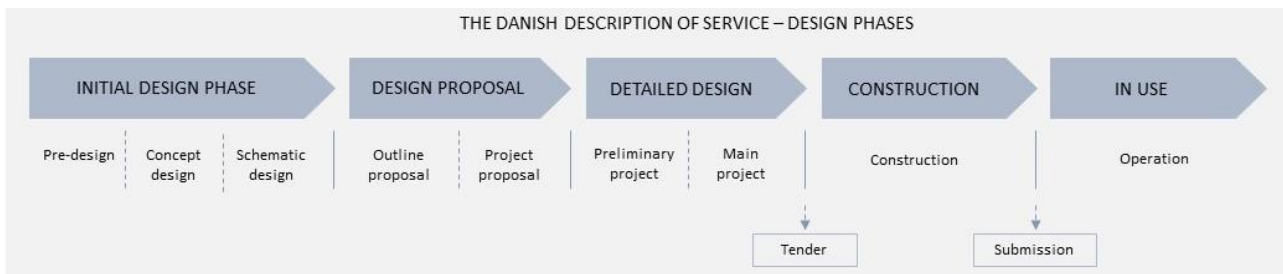 THE DANISH DESCRIPTION OF SERVICE – DESIGN PHASES
INITIAL DESIGN PHASE
DESIGN PROPOSAL
DETAILED DESIGN
CONSTRUCTION
IN USE
Pre-design
Concept
design
Schematic
design
Outline
proposal
Project
proposal
Preliminary
project
Main
project
Construction
Operation
Tender
Submission